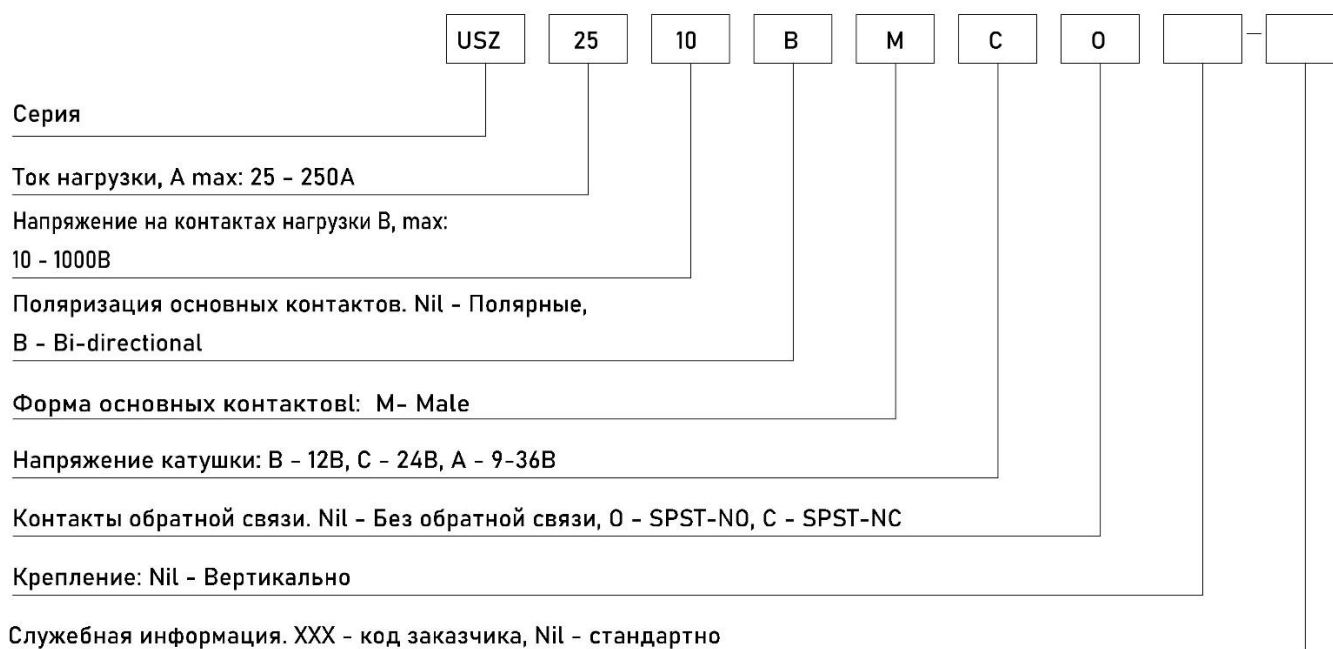 USZ 25 10 B M C O –
Серия
Ток нагрузки, А max: 25 - 250А
Напряжение на контактах нагрузки В, max:
10 - 1000В
Поляризация основных контактов. Nil - Полярные,
B - Bi-directional
Форма основных контактовl: M- Male
Напряжение катушки: B - 12В, C - 24В, A - 9-36В
Контакты обратной связи. Nil - Без обратной связи, O - SPST-NO, C - SPST-NC
Крепление: Nil - Вертикально
Служебная информация. XXX - код заказчика, Nil - стандартно